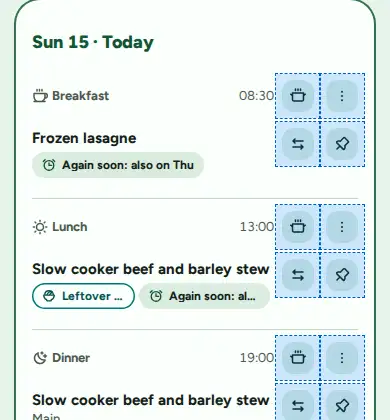 Sun 15 · Today
Breakfast 08:30
Frozen lasagne
Again soon: also on Thu
Lunch 13:00
Slow cooker beef and barley stew
Leftover ... Again soon: al...
Dinner 19:00
Slow cooker beef and barley stew
Main